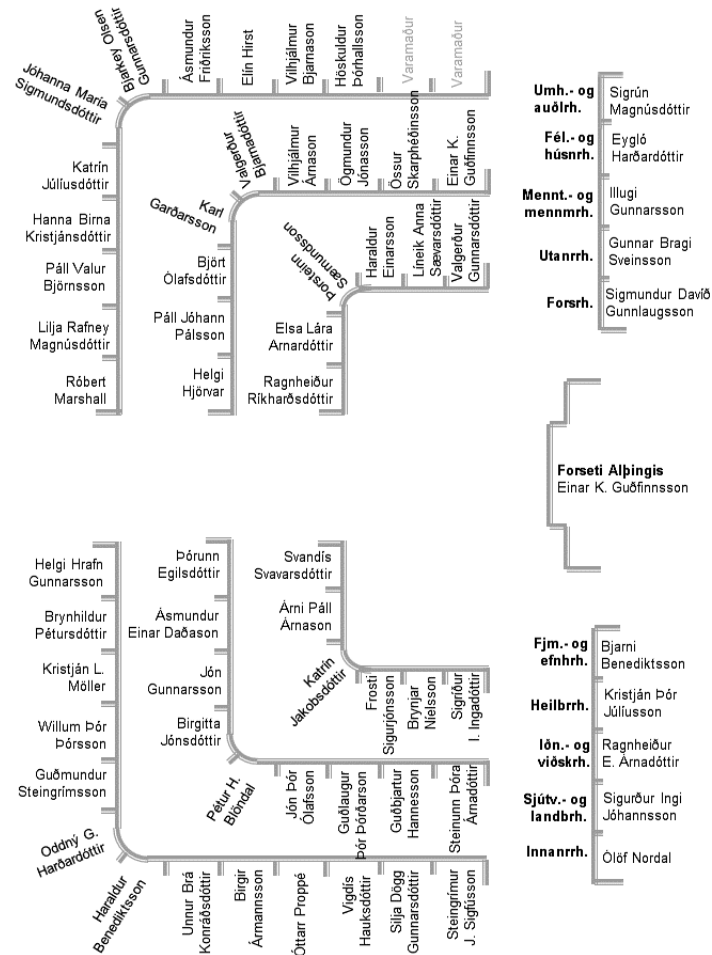 Jóhanna María
Sigmundsdóttir
Bjarkey Olsen
Gunnarsdóttir
Ásmundur
Friðriksson
Elín Hirst
Vilhjálmur
Bjarnason
Höskuldur
Þórhallsson
Varamaður
Varamaður
Katrín
Júlíusdóttir
Hanna Birna
Kristjánsdóttir
Páll Valur
Björnsson
Lilja Rafney
Magnúsdóttir
Róbert
Marshall
Karl
Garðarsson
Valgerður
Bjarnadóttir
Vilhjálmur
Árnason
Ögmundur
Jónasson
Össur
Skarphéðinsson
Einar K.
Guðfinnsson
Björt
Ólafsdóttir
Páll Jóhann
Pálsson
Helgi
Hjörvar
Þorsteinn
Sæmundsson
Haraldur
Einarsson
Líneik Anna
Sævarsdóttir
Valgerður
Gunnarsdóttir
Elsa Lára
Arnardóttir
Ragnheiður
Ríkharðsdóttir
Umh.- og
auðlrh.
Sigrún
Magnúsdóttir
Fél.- og
húsnrh.
Eygló
Harðardóttir
Mennt.- og
mennmrh.
Illugi
Gunnarsson
Utanrrh.
Gunnar Bragi
Sveinsson
Forsrh.
Sigmundur Davíð
Gunnlaugsson
Forseti Alþingis
Einar K. Guðfinnsson
Helgi Hrafn
Gunnarsson
Brynhildur
Pétursdóttir
Kristján L.
Möller
Willum Þór
Þórsson
Guðmundur
Steingrímsson
Oddný G.
Harðardóttir
Haraldur
Benediktsson
Unnur Brá
Konráðsdóttir
Birgir
Ármannsson
Óttarr Proppé
Vigdís
Hauksdóttir
Silja Dögg
Gunnarsdóttir
Steingrímur
J. Sigfússon
Þórunn
Egilsdóttir
Ásmundur
Einar Daðason
Jón
Gunnarsson
Birgitta
Jónsdóttir
Pétur H.
Blöndal
Jón Þór
Ólafsson
Guðlaugur
Þór Þórðarson
Guðbjartur
Hannesson
Steinunn Þóra
Árnadóttir
Svandís
Svavarsdóttir
Árni Páll
Árnason
Katrín
Jakobsdóttir
Frosti
Sigurjónsson
Brynjar
Níelsson
Sigríður
I. Ingadóttir
Fjm.- og
efnhrh.
Bjarni
Benediktsson
Heilbrrh.
Kristján Þór
Júlíusson
Iðn.- og
viðskrh.
Ragnheiður
E. Árnadóttir
Sjútv.- og
landbrh.
Sigurður Ingi
Jóhannsson
Innanrrh.
Ólöf Nordal